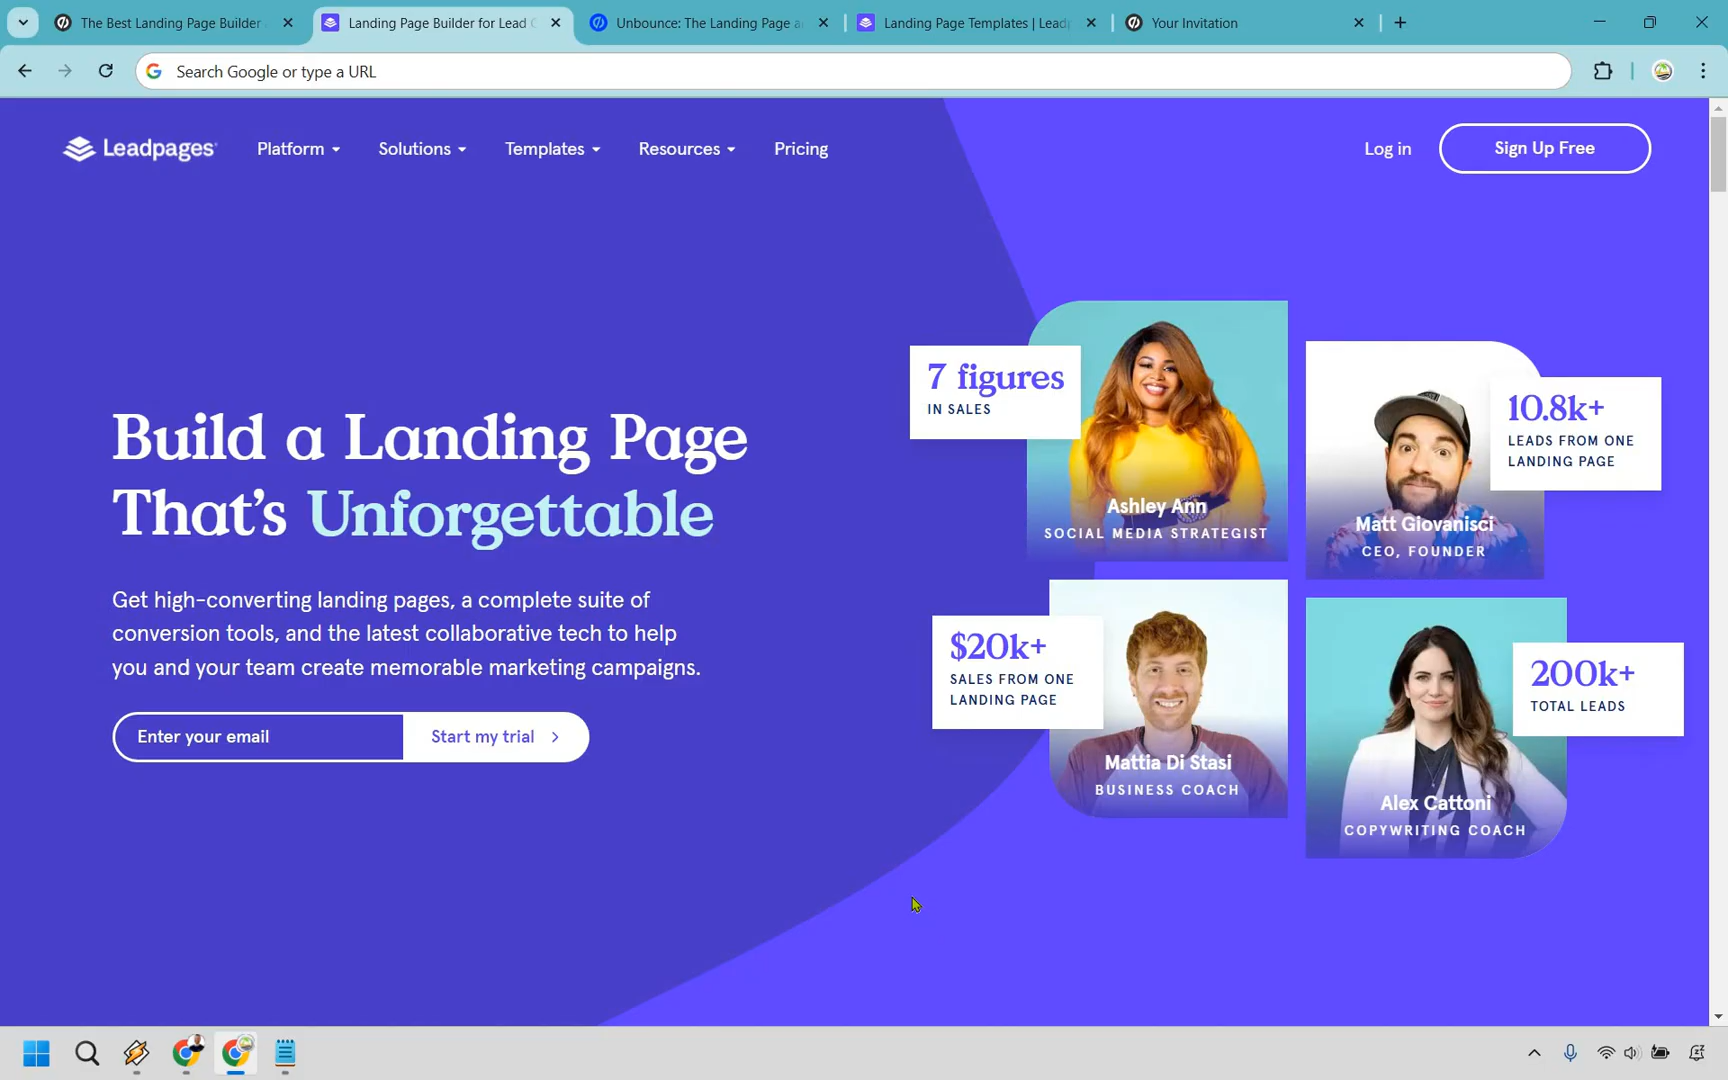 The Best Landing Page Builder
Landing Page Builder for Lead
Unbounce: The Landing Page a
Landing Page Templates | Lead
Your Invitation
Search Google or type a URL
Leadpages
Platform
Solutions
Templates
Resources
Pricing
Log in
Sign Up Free
Build a Landing Page
That's Unforgettable
Get high-converting landing pages, a complete suite of
conversion tools, and the latest collaborative tech to help
you and your team create memorable marketing campaigns.
Enter your email
Start my trial
7 figures
IN SALES
Ashley Ann
SOCIAL MEDIA STRATEGIST
10.8k+
LEADS FROM ONE
LANDING PAGE
Matt Giovanisci
CEO, FOUNDER
$20k+
SALES FROM ONE
LANDING PAGE
Mattia Di Stasi
BUSINESS COACH
200k+
TOTAL LEADS
Alex Cattoni
COPYWRITING COACH